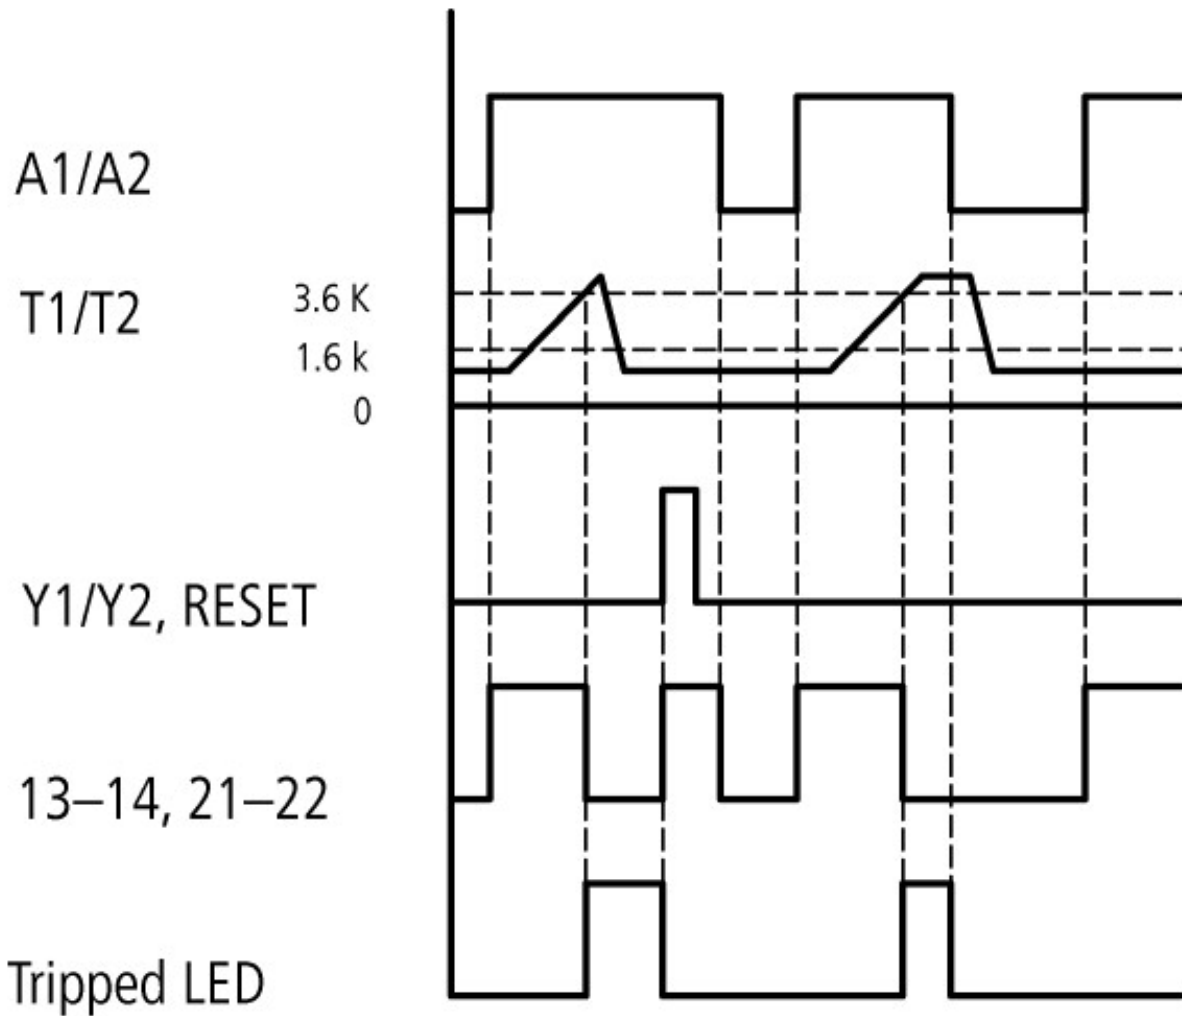 A1/A2
T1/T2
3.6 K
1.6 k
0
Y1/Y2, RESET
13–14, 21–22
Tripped LED